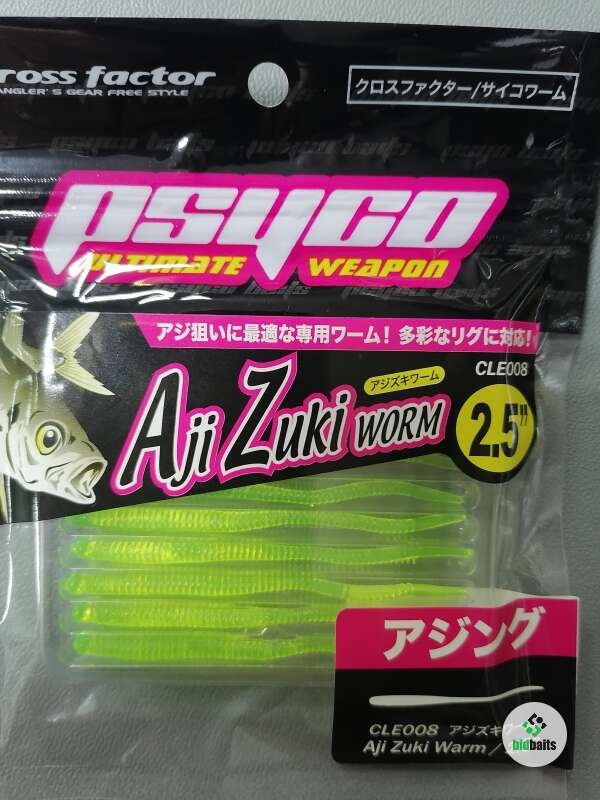 ross factor
ANGLER'S GEAR FREE STYLE
クロスファクター/サイコワーム
psyco baits
PSYCO
ULTIMATE WEAPON
アジ狙いに最適な専用ワーム! 多彩なリグに対応!
CLE008
アジズキワーム
Aji Zuki WORM
2.5"
アジング
CLE008 アジズキワ
Aji Zuki Warm /
bidbaits